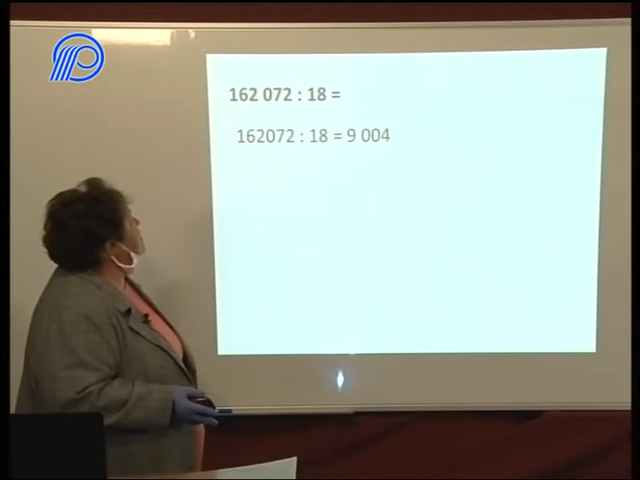 162 072 : 18 =
162072 : 18 = 9 004